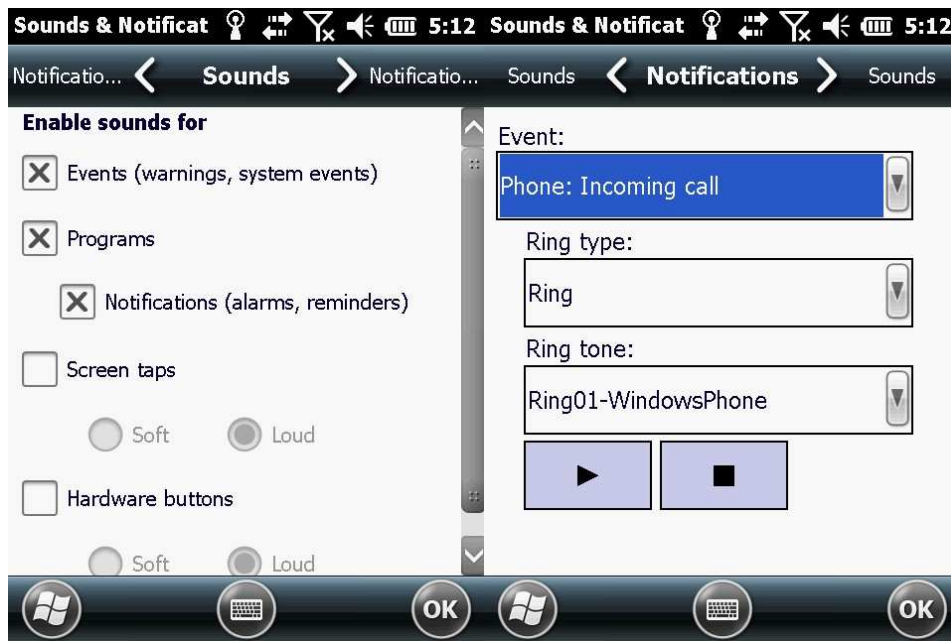 Sounds & Notificat 5:12
Notificatio... Sounds Notificatio...
Enable sounds for
Events (warnings, system events)
Programs
Notifications (alarms, reminders)
Screen taps
Soft Loud
Hardware buttons
Soft Loud
OK
Sounds & Notificat 5:12
Sounds Notifications Sounds
Event:
Phone: Incoming call
Ring type:
Ring
Ring tone:
Ring01-WindowsPhone
OK